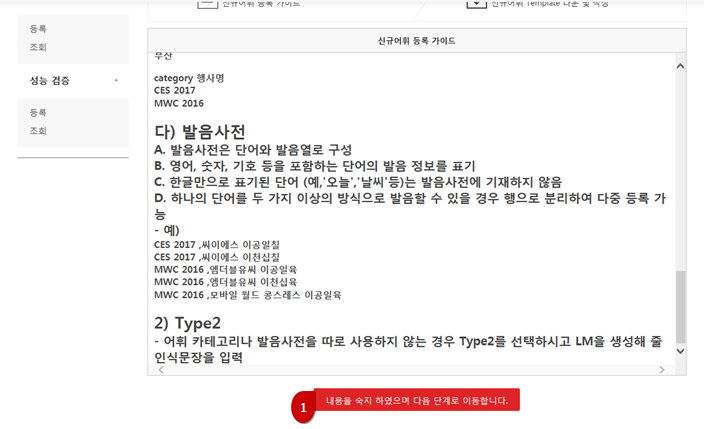 신규어휘 등록 가이드
신규어휘 Template 다운 및 작성
등록
조회
성능 검증
등록
조회
신규어휘 등록 가이드
부산
category 행사명
CES 2017
MWC 2016
다) 발음사전
A. 발음사전은 단어와 발음열로 구성
B. 영어, 숫자, 기호 등을 포함하는 단어의 발음 정보를 표기
C. 한글만으로 표기된 단어 (예,'오늘','날씨'등)는 발음사전에 기재하지 않음
D. 하나의 단어를 두 가지 이상의 방식으로 발음할 수 있을 경우 행으로 분리하여 다중 등록 가
능
- 예)
CES 2017 ,씨이에스 이공일칠
CES 2017 ,씨이에스 이천십칠
MWC 2016 ,엠더블유씨 이공일육
MWC 2016 ,엠더블유씨 이천십육
MWC 2016 ,모바일 월드 콩스레스 이공일육
2) Type2
- 어휘 카테고리나 발음사전을 따로 사용하지 않는 경우 Type2를 선택하시고 LM을 생성해 줄
인식문장을 입력
1
내용을 숙지 하였으며 다음 단계로 이동합니다.